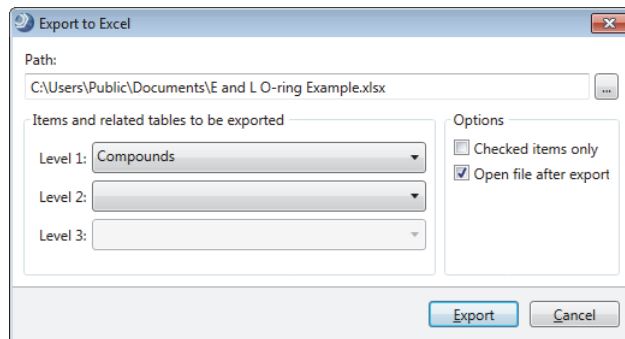 Export to Excel
Path:
C:\Users\Public\Documents\E and L O-ring Example.xlsx
...
Items and related tables to be exported
Level 1: Compounds
Level 2:
Level 3:
Options
Checked items only
Open file after export
Export
Cancel